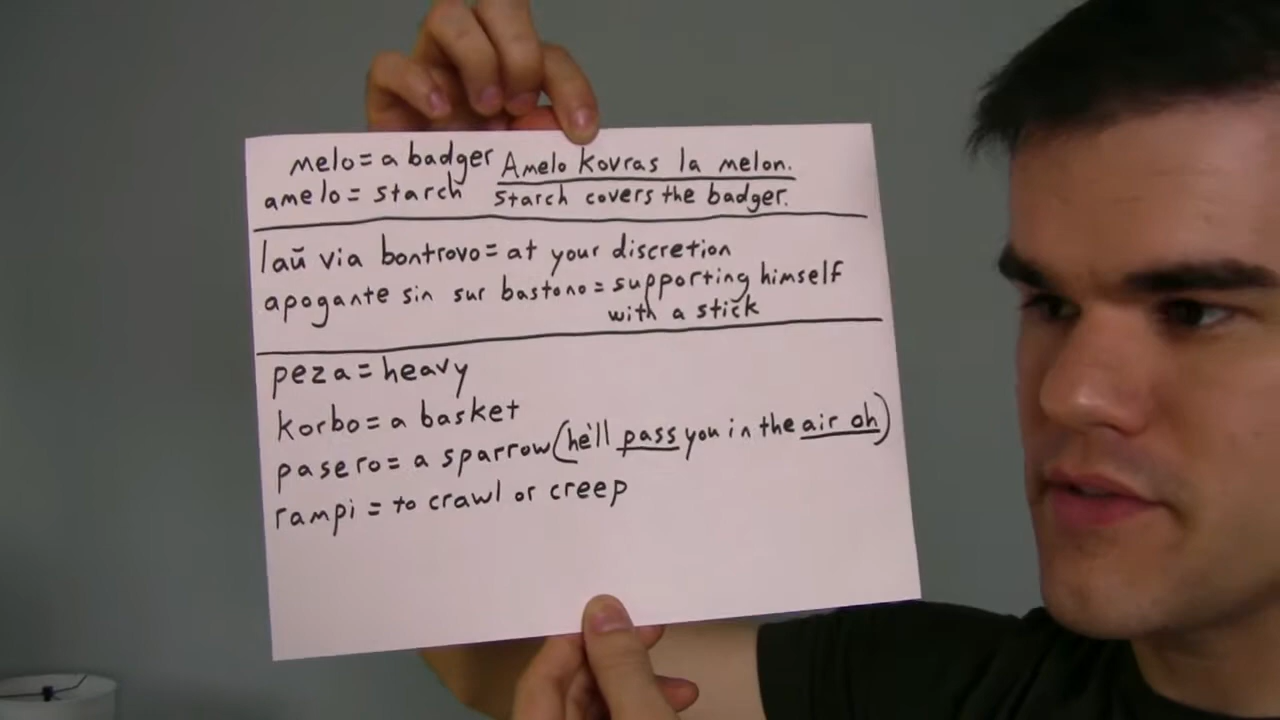 melo = a badger Amelo kovras la melon.
amelo = starch Starch covers the badger.
laŭ via bontrovo = at your discretion
apogante sin sur bastono = supporting himself
with a stick
peza = heavy
korbo = a basket
pasero = a sparrow (he'll pass you in the air oh)
rampi = to crawl or creep